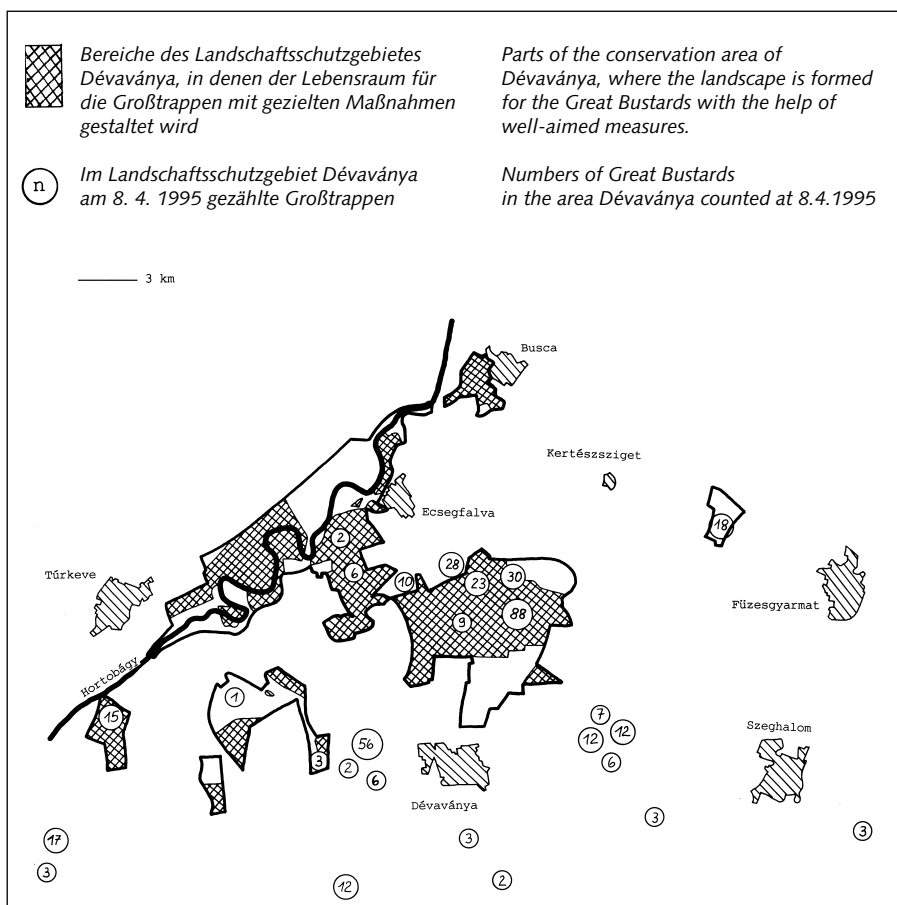 Bereiche des Landschaftsschutzgebietes
Dévaványa, in denen der Lebensraum für
die Großtrappen mit gezielten Maßnahmen
gestaltet wird
Parts of the conservation area of
Dévaványa, where the landscape is formed
for the Great Bustards with the help of
well-aimed measures.
n
Im Landschaftsschutzgebiet Dévaványa
am 8. 4. 1995 gezählte Großtrappen
Numbers of Great Bustards
in the area Dévaványa counted at 8.4.1995
3 km
Busca
Kertészsziget
Ecsegfalva
18
2
28
Túrkeve
6
10
23
30
Füzesgyarmat
9
88
Hortobágy
1
15
7
56
12
12
Szeghalom
3
2
6
6
Dévaványa
3
3
17
3
3
12
2